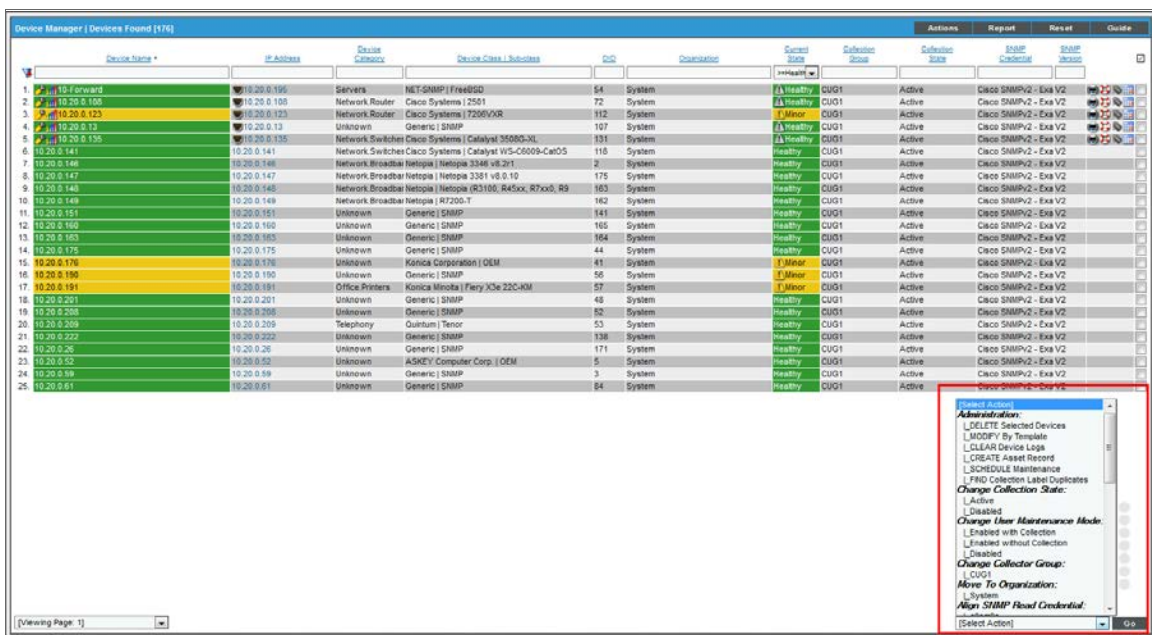 Device Manager | Devices Found [176]
Actions Report Reset Guide
Device Name • IP Address Device Category Device Class | Sub-class DID Organization Current State Collection Group Collection State SNMP Credential SNMP Version
>=Health
1. 10-Forward 10.20.0.195 Servers NET-SNMP | FreeBSD 54 System Healthy CUG1 Active Cisco SNMPv2 - Exa V2
2. 10.20.0.108 10.20.0.108 Network.Router Cisco Systems | 2501 72 System Healthy CUG1 Active Cisco SNMPv2 - Exa V2
3. 10.20.0.123 10.20.0.123 Network.Router Cisco Systems | 7206VXR 112 System Minor CUG1 Active Cisco SNMPv2 - Exa V2
4. 10.20.0.13 10.20.0.13 Unknown Generic | SNMP 107 System Healthy CUG1 Active Cisco SNMPv2 - Exa V2
5. 10.20.0.135 10.20.0.135 Network.Switches Cisco Systems | Catalyst 3508G-XL 131 System Healthy CUG1 Active Cisco SNMPv2 - Exa V2
6. 10.20.0.141 10.20.0.141 Network.Switches Cisco Systems | Catalyst WS-C6009-CatOS 118 System Healthy CUG1 Active Cisco SNMPv2 - Exa V2
7. 10.20.0.146 10.20.0.146 Network.Broadbar Netopia | Netopia 3346 v8.2r1 2 System Healthy CUG1 Active Cisco SNMPv2 - Exa V2
8. 10.20.0.147 10.20.0.147 Network.Broadbar Netopia | Netopia 3381 v8.0.10 175 System Healthy CUG1 Active Cisco SNMPv2 - Exa V2
9. 10.20.0.148 10.20.0.148 Network.Broadbar Netopia | Netopia (R3100, R45xx, R7xx0, R9 163 System Healthy CUG1 Active Cisco SNMPv2 - Exa V2
10. 10.20.0.149 10.20.0.149 Network.Broadbar Netopia | R7200-T 162 System Healthy CUG1 Active Cisco SNMPv2 - Exa V2
11. 10.20.0.151 10.20.0.151 Unknown Generic | SNMP 141 System Healthy CUG1 Active Cisco SNMPv2 - Exa V2
12. 10.20.0.160 10.20.0.160 Unknown Generic | SNMP 165 System Healthy CUG1 Active Cisco SNMPv2 - Exa V2
13. 10.20.0.163 10.20.0.163 Unknown Generic | SNMP 164 System Healthy CUG1 Active Cisco SNMPv2 - Exa V2
14. 10.20.0.175 10.20.0.175 Unknown Generic | SNMP 44 System Healthy CUG1 Active Cisco SNMPv2 - Exa V2
15. 10.20.0.176 10.20.0.176 Unknown Konica Corporation | OEM 41 System Minor CUG1 Active Cisco SNMPv2 - Exa V2
16. 10.20.0.190 10.20.0.190 Unknown Generic | SNMP 56 System Minor CUG1 Active Cisco SNMPv2 - Exa V2
17. 10.20.0.191 10.20.0.191 Office.Printers Konica Minolta | Fiery X3e 22C-KM 57 System Minor CUG1 Active Cisco SNMPv2 - Exa V2
18. 10.20.0.201 10.20.0.201 Unknown Generic | SNMP 48 System Healthy CUG1 Active Cisco SNMPv2 - Exa V2
19. 10.20.0.208 10.20.0.208 Unknown Generic | SNMP 52 System Healthy CUG1 Active Cisco SNMPv2 - Exa V2
20. 10.20.0.209 10.20.0.209 Telephony Quintum | Tenor 53 System Healthy CUG1 Active Cisco SNMPv2 - Exa V2
21. 10.20.0.222 10.20.0.222 Unknown Generic | SNMP 138 System Healthy CUG1 Active Cisco SNMPv2 - Exa V2
22. 10.20.0.26 10.20.0.26 Unknown Generic | SNMP 171 System Healthy CUG1 Active Cisco SNMPv2 - Exa V2
23. 10.20.0.52 10.20.0.52 Unknown ASKEY Computer Corp. | OEM 5 System Healthy CUG1 Active Cisco SNMPv2 - Exa V2
24. 10.20.0.59 10.20.0.59 Unknown Generic | SNMP 3 System Healthy CUG1 Active Cisco SNMPv2 - Exa V2
25. 10.20.0.61 10.20.0.61 Unknown Generic | SNMP 84 System Healthy CUG1 Active Cisco SNMPv2 - Exa V2
[Select Action]
Administration:
|_DELETE Selected Devices
|_MODIFY By Template
|_CLEAR Device Logs
|_CREATE Asset Record
|_SCHEDULE Maintenance
|_FIND Collection Label Duplicates
Change Collection State:
|_Active
|_Disabled
Change User Maintenance Mode:
|_Enabled with Collection
|_Enabled without Collection
|_Disabled
Change Collector Group:
|_CUG1
Move To Organization:
|_System
Align SNMP Read Credential:
[Viewing Page: 1] [Select Action] Go